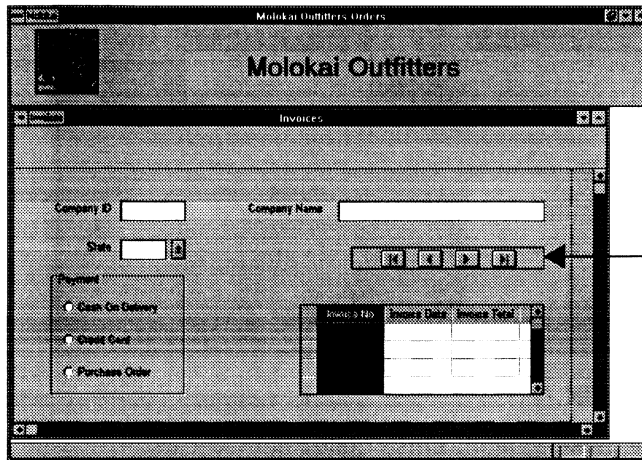 Molokai Outfitters Orders
Molokai Outfitters
Invoices
Company ID
Company Name
State
Payment
Cash On Delivery
Credit Card
Purchase Order
Invoice No
Invoice Date
Invoice Total